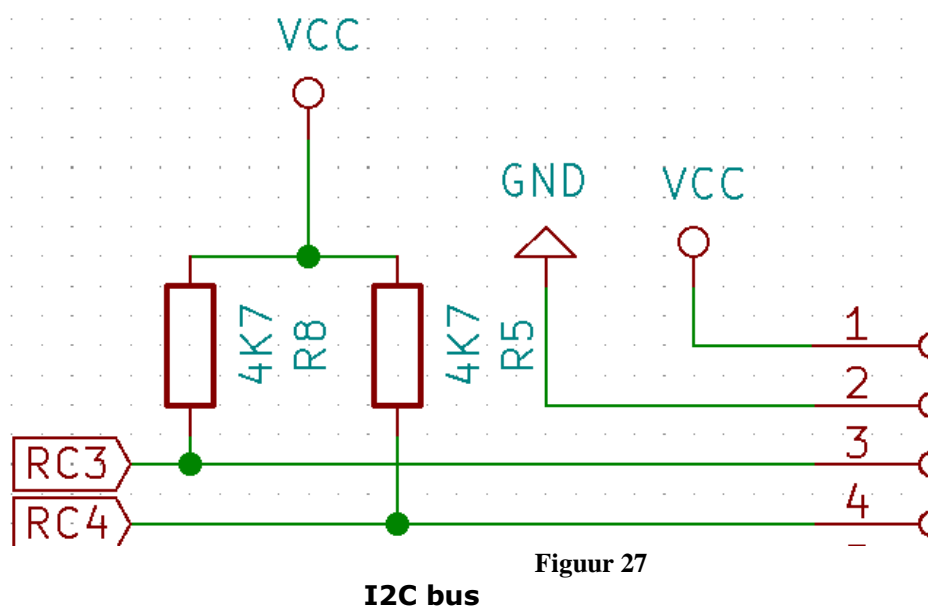 VCC
GND VCC
4K7 R8 4K7 R5
1
2
RC3 3
RC4 4
Figuur 27
I2C bus